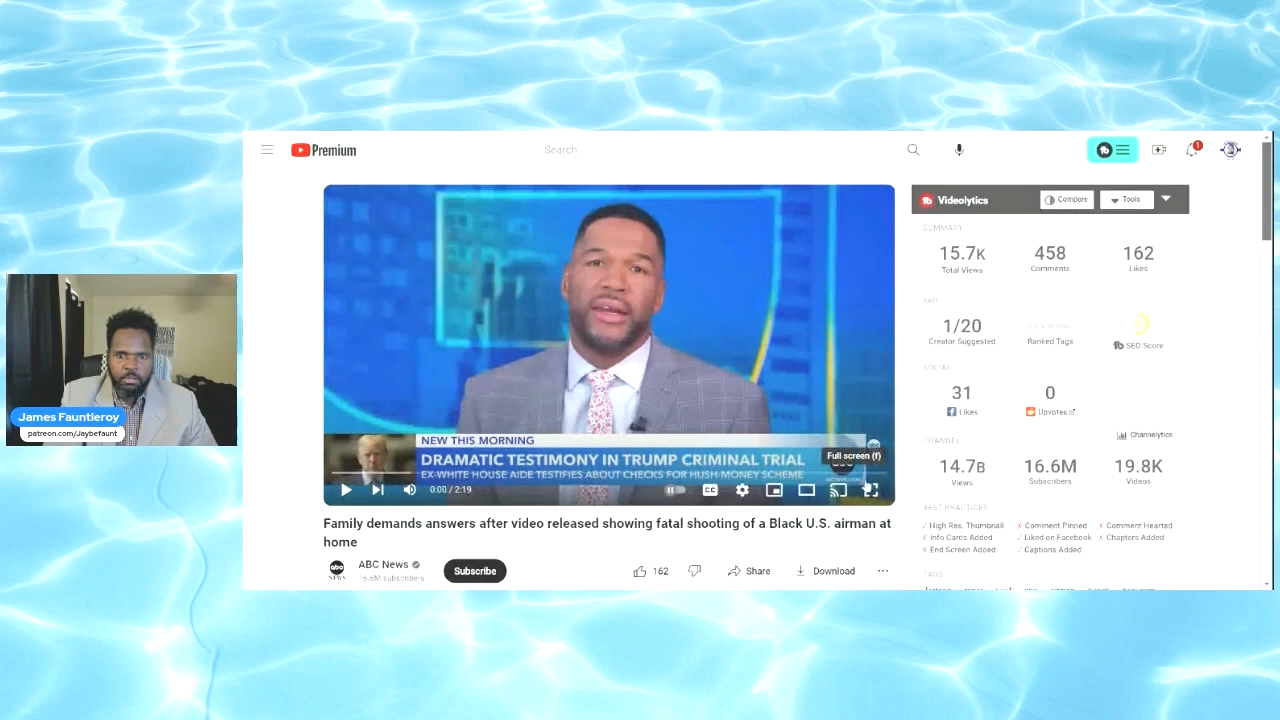 Premium
Search
1
Videolytics
Compare
Tools
SUMMARY
15.7K
458
162
Total Views
Comments
Likes
SEO
1/20
Creator Suggested
Ranked Tags
SEO Score
SOCIAL
31
0
Likes
Upvotes
Channelytics
CHANNEL
14.7B
16.6M
19.8K
Views
Subscribers
Videos
BEST PRACTICES
High Res. Thumbnail
Comment Pinned
Comment Hearted
Info Cards Added
Liked on Facebook
Chapters Added
End Screen Added
Captions Added
TAGS
James Fauntleroy
patreon.com/Jaybefaunt
NEW THIS MORNING
DRAMATIC TESTIMONY IN TRUMP CRIMINAL TRIAL
EX-WHITE HOUSE AIDE TESTIFIES ABOUT CHECKS FOR HUSH-MONEY SCHEME
abc
Full screen (f)
0:00 / 2:19
CC
Family demands answers after video released showing fatal shooting of a Black U.S. airman at
home
abc
NEWS
ABC News
16.6M subscribers
Subscribe
162
Share
Download